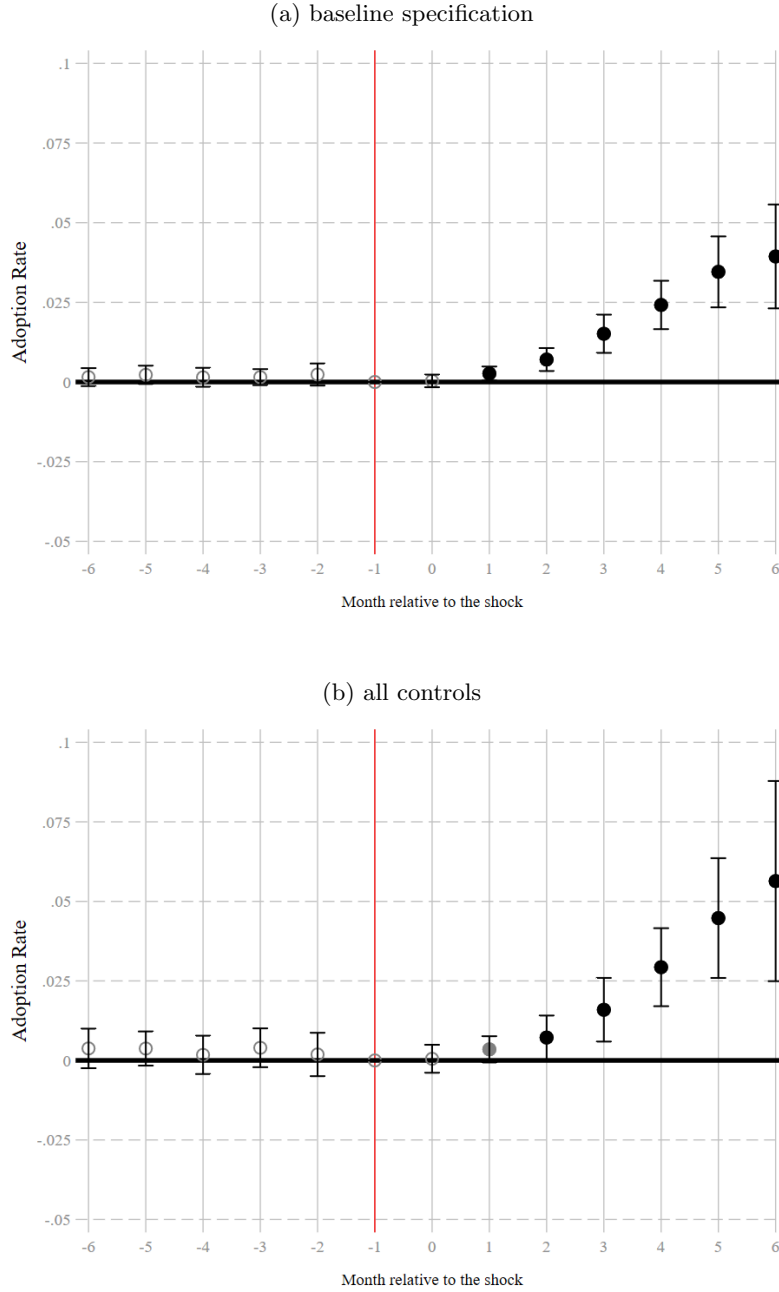 (a) baseline specification
.1
.075
.05
.025
0
-.025
-.05
Adoption Rate
-6 -5 -4 -3 -2 -1 0 1 2 3 4 5 6
Month relative to the shock
(b) all controls
.1
.075
.05
.025
0
-.025
-.05
Adoption Rate
-6 -5 -4 -3 -2 -1 0 1 2 3 4 5 6
Month relative to the shock